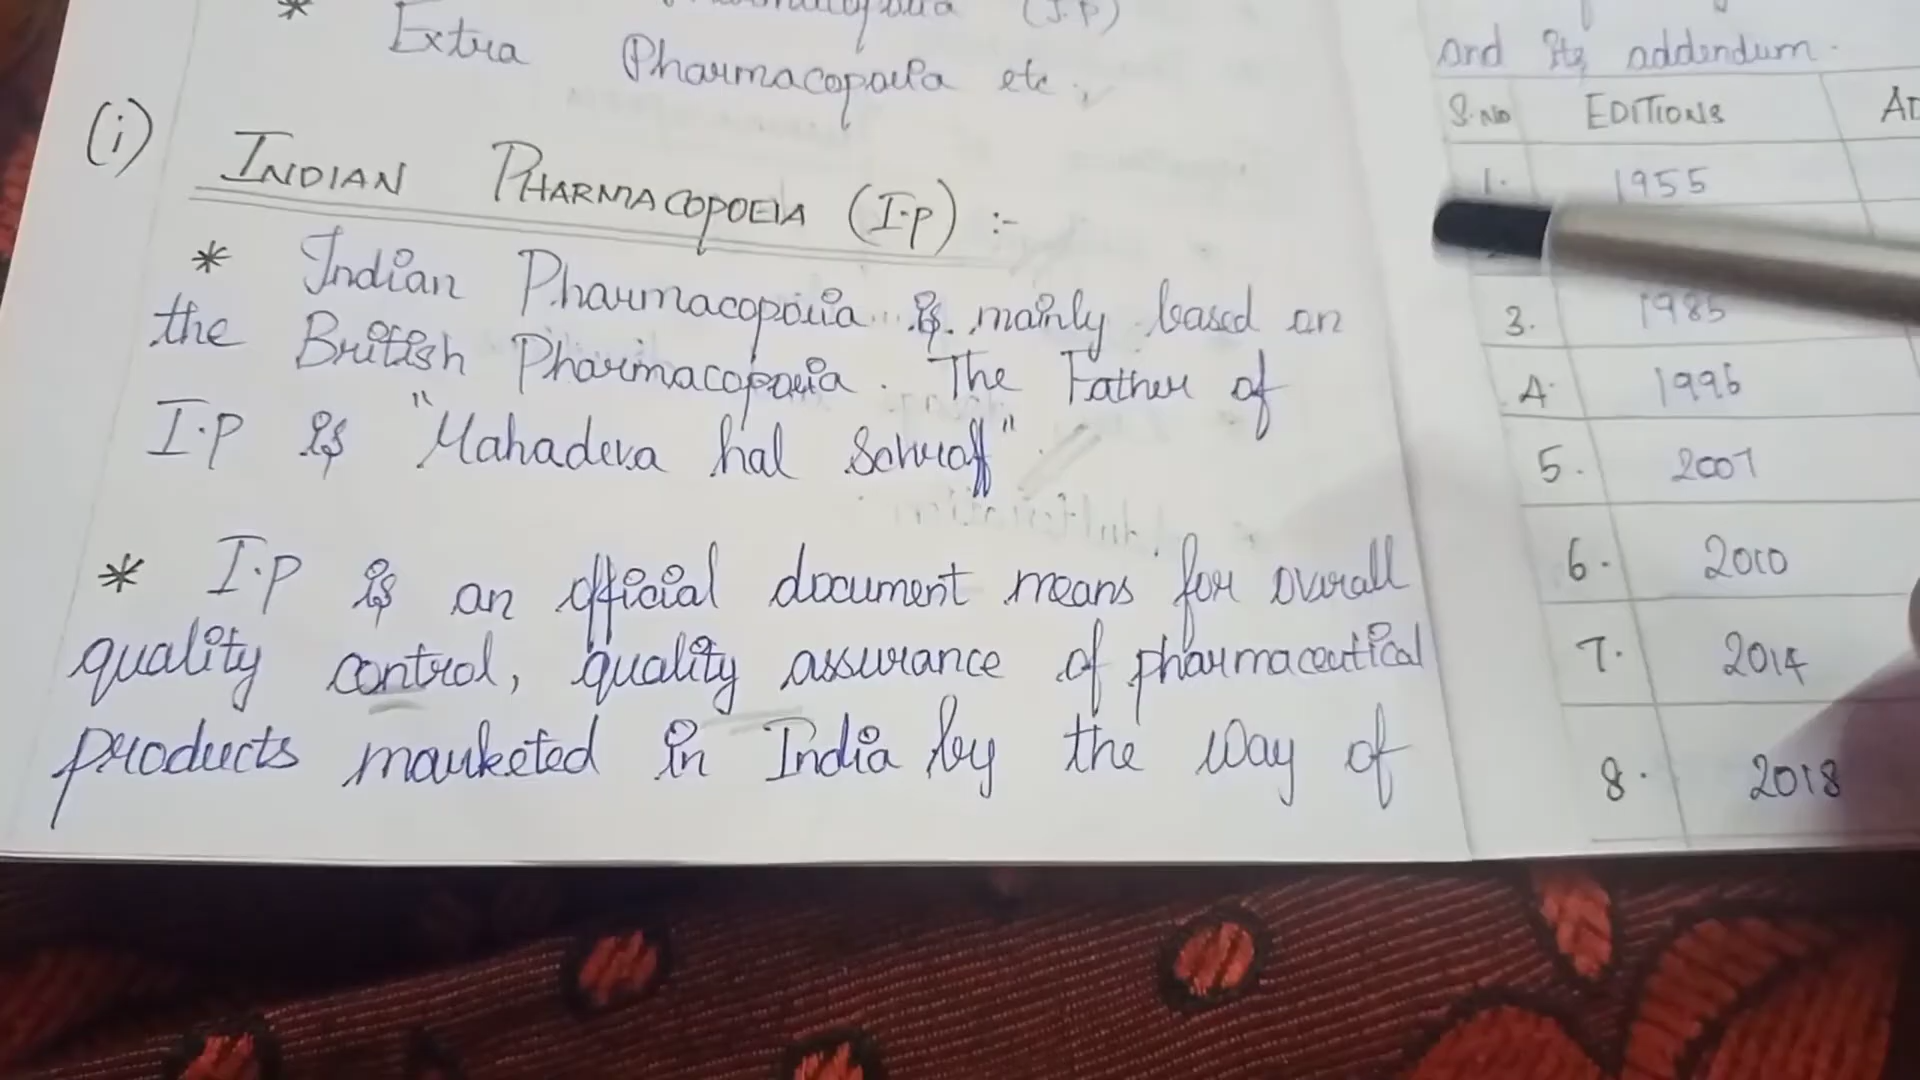 * Extra Pharmacopoeia etc.,
(i) INDIAN PHARMACOPOEIA (I.P) :-
* Indian Pharmacopoiia is mainly based on
the British Pharmacopoeia. The Father of
I.P is "Mahadeva hal Schroff"
* I.P is an official document means for overall
quality control, quality assurance of pharmaceutical
products marketed in India by the way of
and its addendum.
S.No EDITIONS
1. 1955
3. 1985
4. 1996
5. 2007
6. 2010
7. 2014
8. 2018